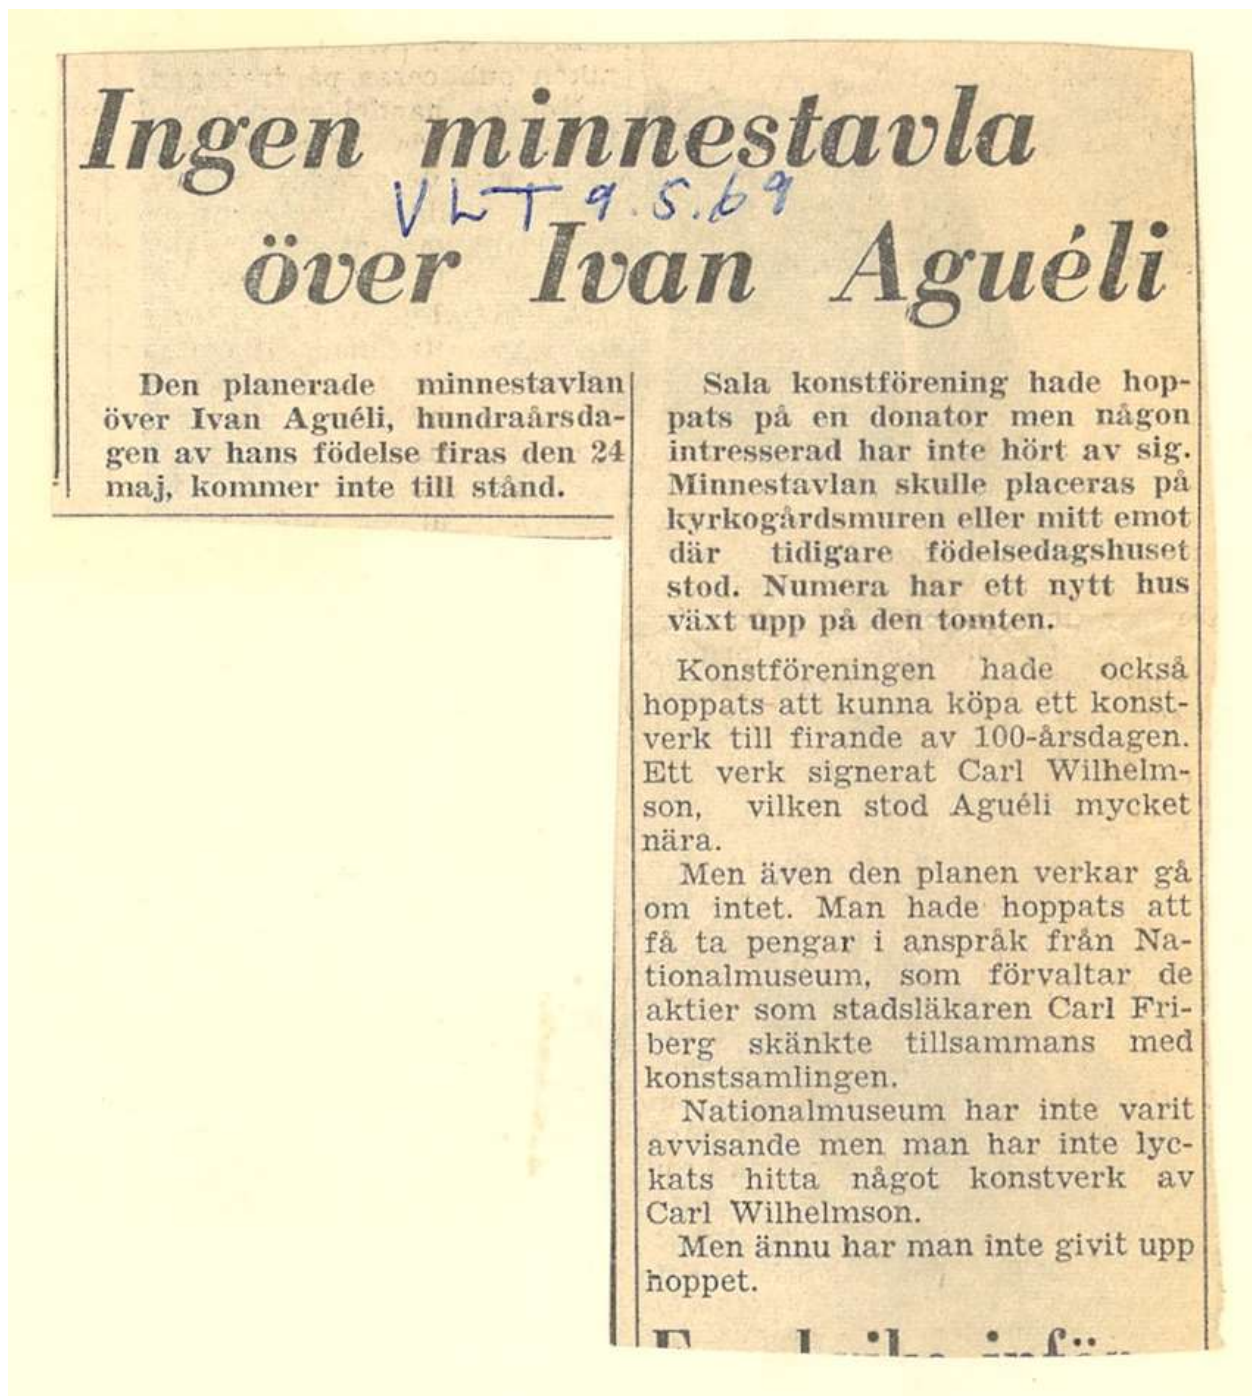 Ingen minnestavla
VLT 9.5.69
över Ivan Aguéli
Den planerade minnestavlan
över Ivan Aguéli, hundraårsda-
gen av hans födelse firas den 24
maj, kommer inte till stånd.
Sala konstförening hade hop-
pats på en donator men någon
intresserad har inte hört av sig.
Minnestavlan skulle placeras på
kyrkogårdsmuren eller mitt emot
där tidigare födelsedagshuset
stod. Numera har ett nytt hus
växt upp på den tomten.
Konstföreningen hade också
hoppats att kunna köpa ett konst-
verk till firande av 100-årsdagen.
Ett verk signerat Carl Wilhelm-
son, vilken stod Aguéli mycket
nära.
Men även den planen verkar gå
om intet. Man hade hoppats att
få ta pengar i anspråk från Na-
tionalmuseum, som förvaltar de
aktier som stadsläkaren Carl Fri-
berg skänkte tillsammans med
konstsamlingen.
Nationalmuseum har inte varit
avvisande men man har inte lyc-
kats hitta något konstverk av
Carl Wilhelmson.
Men ännu har man inte givit upp
hoppet.